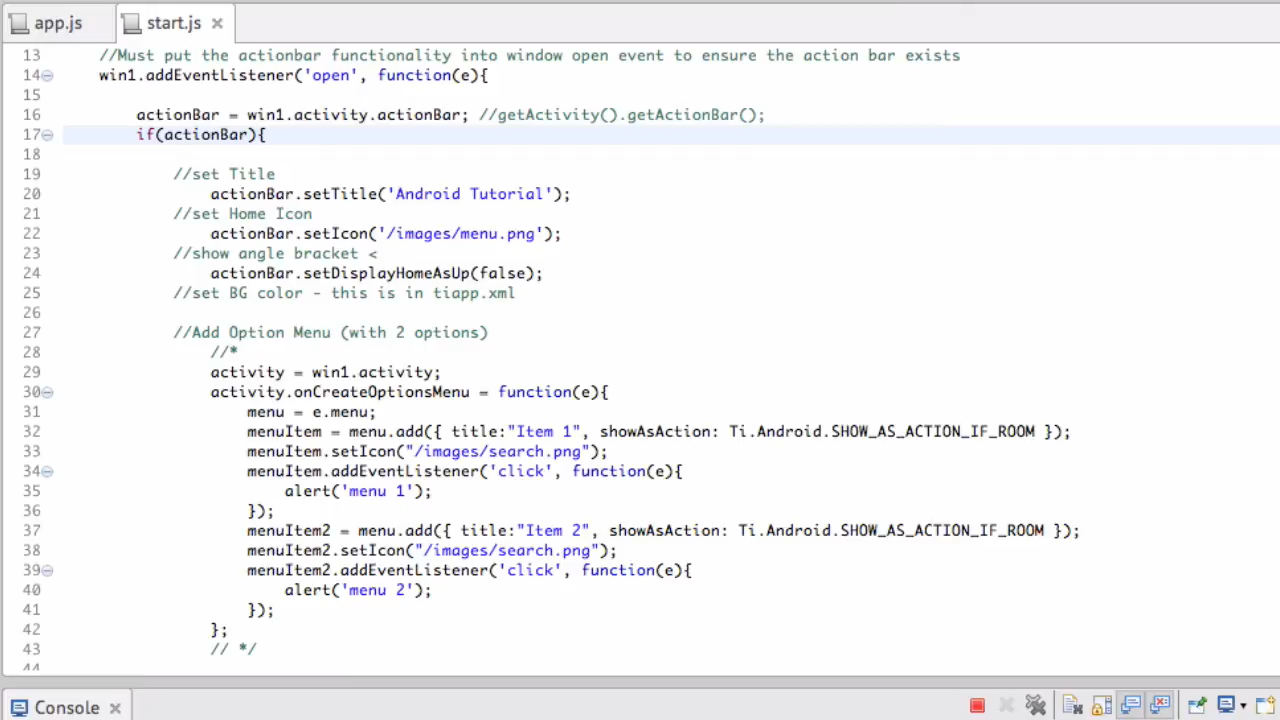 app.js
start.js
13 //Must put the actionbar functionality into window open event to ensure the action bar exists
14 win1.addEventListener('open', function(e){
15
16 actionBar = win1.activity.actionBar; //getActivity().getActionBar();
17 if(actionBar){
18
19 //set Title
20 actionBar.setTitle('Android Tutorial');
21 //set Home Icon
22 actionBar.setIcon('/images/menu.png');
23 //show angle bracket <
24 actionBar.setDisplayHomeAsUp(false);
25 //set BG color - this is in tiapp.xml
26
27 //Add Option Menu (with 2 options)
28 //*
29 activity = win1.activity;
30 activity.onCreateOptionsMenu = function(e){
31 menu = e.menu;
32 menuItem = menu.add({ title:"Item 1", showAsAction: Ti.Android.SHOW_AS_ACTION_IF_ROOM });
33 menuItem.setIcon("/images/search.png");
34 menuItem.addEventListener('click', function(e){
35 alert('menu 1');
36 });
37 menuItem2 = menu.add({ title:"Item 2", showAsAction: Ti.Android.SHOW_AS_ACTION_IF_ROOM });
38 menuItem2.setIcon("/images/search.png");
39 menuItem2.addEventListener('click', function(e){
40 alert('menu 2');
41 });
42 };
43 // */
44
Console